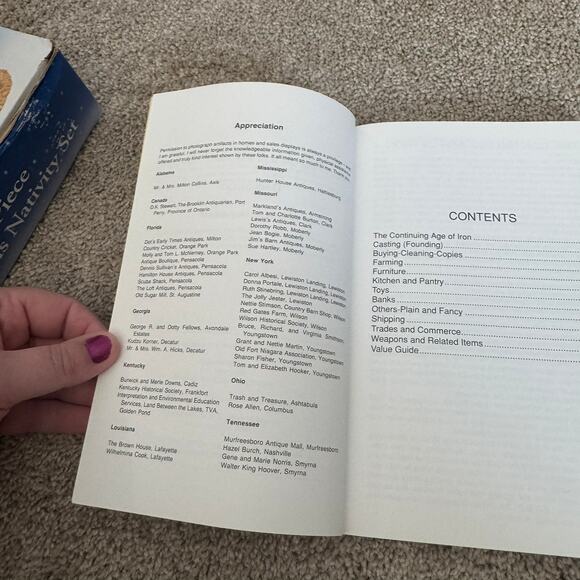 Piece
Nativity Set
Appreciation
Permission to photograph artifacts in homes and sales displays is always a privilege - and
I am grateful. I will never forget the knowledgeable information given, physical
offered and truly kind interest shown by these folks. It all meant so much to me. Thank you.
Alabama
Mr. & Mrs. Milton Collins, Axis
Canada
D.K. Stewart, The Brooklin Antiquarian, Port
Perry, Province of Ontario
Florida
Dot's Early Times Antiques, Milton
Country Cricket, Orange Park
Molly and Tom L. McNerney, Orange Park
Antique Boutique, Pensacola
Dennis Sullivan's Antiques, Pensacola
Hamilton House Antiques, Pensacola
Scube Shack, Pensacola
The Loft Antiques, Pensacola
Old Sugar Mill, St. Augustine
Georgia
George R. and Dotty Fellows, Avondale
Estates
Kudzu Korner, Decatur
Mr. & Mrs. Wm. A. Hicks, Decatur
Kentucky
Burwick and Merle Downs, Cadiz
Kentucky Historical Society, Frankfort
Interpretation and Environmental Education
Services, Land Between the Lakes, TVA,
Golden Pond
Louisiana
The Brown House, Lafayette
Wilhelmina Cook, Lafayette
Mississippi
Hunter House Antiques, Hattiesburg
Missouri
Markland's Antiques, Armstrong
Tom and Charlotte Burton, Clark
Lewis's Antiques, Clark
Dorothy Robb, Moberly
Jean Bogie, Moberly
Jim's Barn Antiques, Moberly
Sue Hartley, Moberly
New York
Carol Albesi, Lewiston Landing,
Donna Portale, Lewiston Landing,
Ruth Stinebring, Lewiston Landing,
The Jolly Jester, Lewiston
Nettie Stimson, Country Barn Shop,
Red Gates Farm, Wilson
Wilson Historical Society, Wilson
Bruce, Richard, and Virginia Smithson,
Youngstown
Grant and Nettie Martin, Youngstown
Old Fort Niagara Association, Youngstown
Sharon Fisher, Youngstown
Tom and Elizabeth Hooker, Youngstown
Ohio
Trash and Treasure, Ashtabula
Rose Allen, Columbus
Tennessee
Murfreesboro Antique Mall, Murfreesboro
Hazel Burch, Nashville
Gene and Marie Norris, Smyrna
Walter King Hoover, Smyrna
CONTENTS
The Continuing Age of Iron
Casting (Founding)
Buying-Cleaning-Copies
Farming
Furniture
Kitchen and Pantry
Toys
Banks
Others-Plain and Fancy
Shipping
Trades and Commerce
Weapons and Related Items
Value Guide